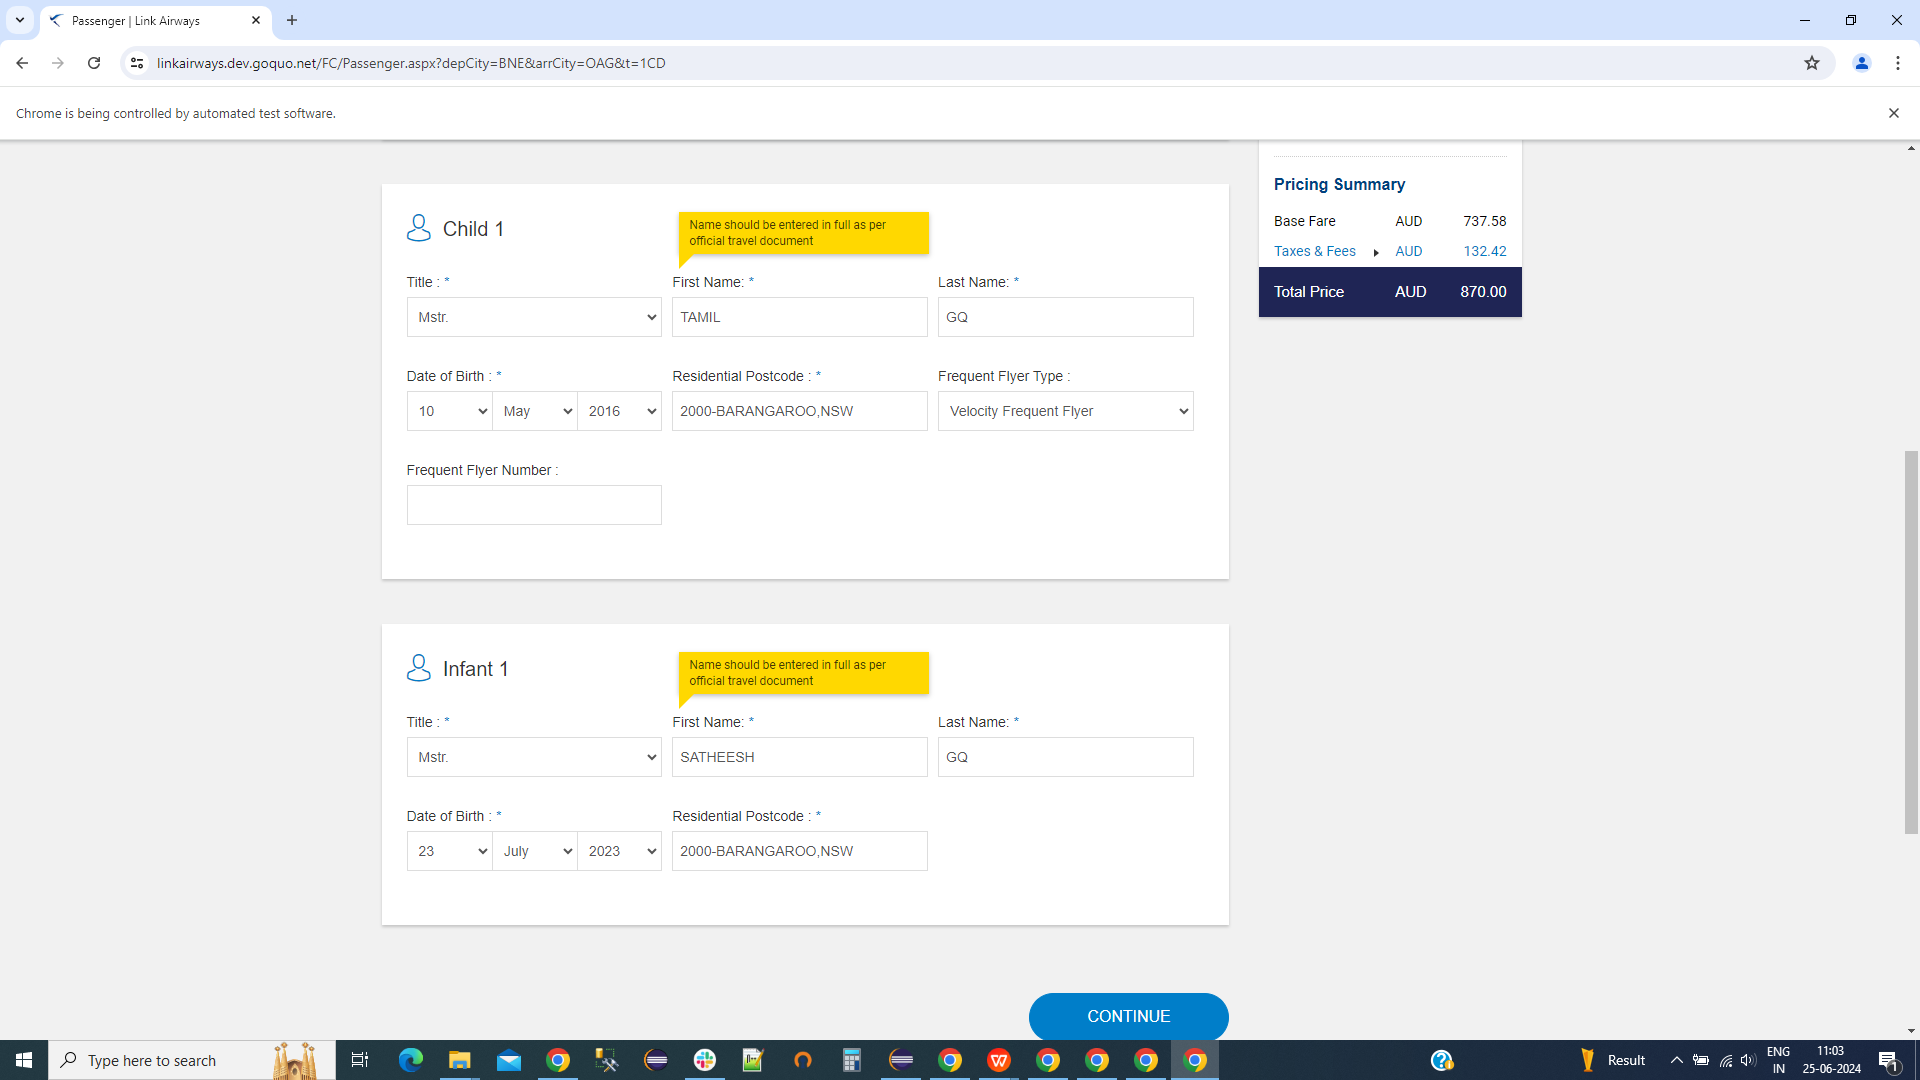 Passenger | Link Airways
linkairways.dev.goquo.net/FC/Passenger.aspx?depCity=BNE&arrCity=OAG&t=1CD
Chrome is being controlled by automated test software.
Child 1
Name should be entered in full as per
official travel document
Title : *
First Name: *
Last Name: *
Mstr.
TAMIL
GQ
Date of Birth : *
Residential Postcode : *
Frequent Flyer Type :
10
May
2016
2000-BARANGAROO,NSW
Velocity Frequent Flyer
Frequent Flyer Number :
Infant 1
Name should be entered in full as per
official travel document
Title : *
First Name: *
Last Name: *
Mstr.
SATHEESH
GQ
Date of Birth : *
Residential Postcode : *
23
July
2023
2000-BARANGAROO,NSW
CONTINUE
Pricing Summary
Base Fare AUD 737.58
Taxes & Fees AUD 132.42
Total Price AUD 870.00
Type here to search
Result
ENG
IN
11:03
25-06-2024
1